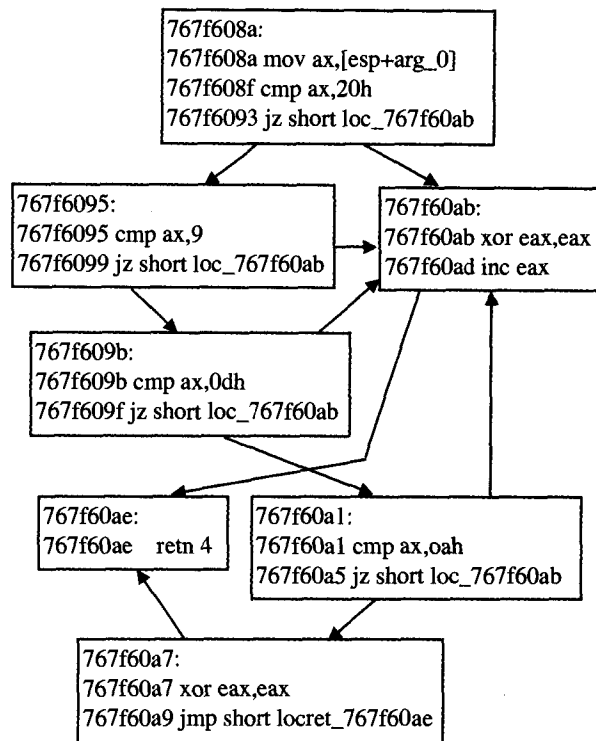 767f608a:
767f608a mov ax,[esp+arg_0]
767f608f cmp ax,20h
767f6093 jz short loc_767f60ab
767f6095:
767f6095 cmp ax,9
767f6099 jz short loc_767f60ab
767f60ab:
767f60ab xor eax,eax
767f60ad inc eax
767f609b:
767f609b cmp ax,0dh
767f609f jz short loc_767f60ab
767f60ae:
767f60ae retn 4
767f60a1:
767f60a1 cmp ax,oah
767f60a5 jz short loc_767f60ab
767f60a7:
767f60a7 xor eax,eax
767f60a9 jmp short locret_767f60ae